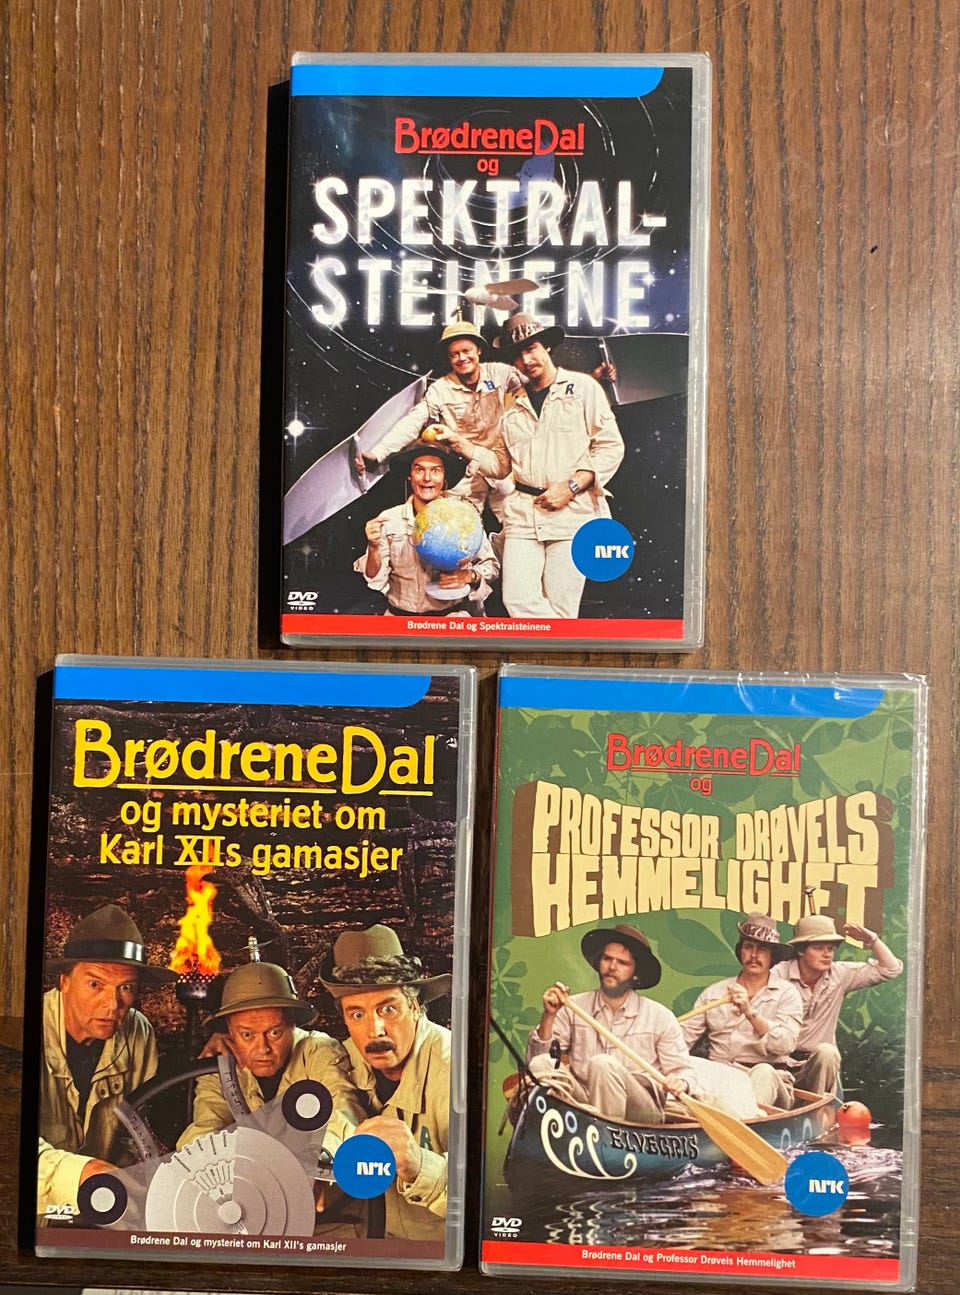 BrødreneDal
og
SPEKTRAL-
STEINENE
B
R
NRK
DVD
VIDEO
Brødrene Dal og Spektralsteinene
BrødreneDal
og mysteriet om
Karl XIIs gamasjer
R
NRK
DVD
VIDEO
Brødrene Dal og mysteriet om Karl XII's gamasjer
BrødreneDal
og
PROFESSOR DRØVELS
HEMMELIGHET
ELVEGRIS
NRK
DVD
VIDEO
Brødrene Dal og Professor Drøvels Hemmelighet